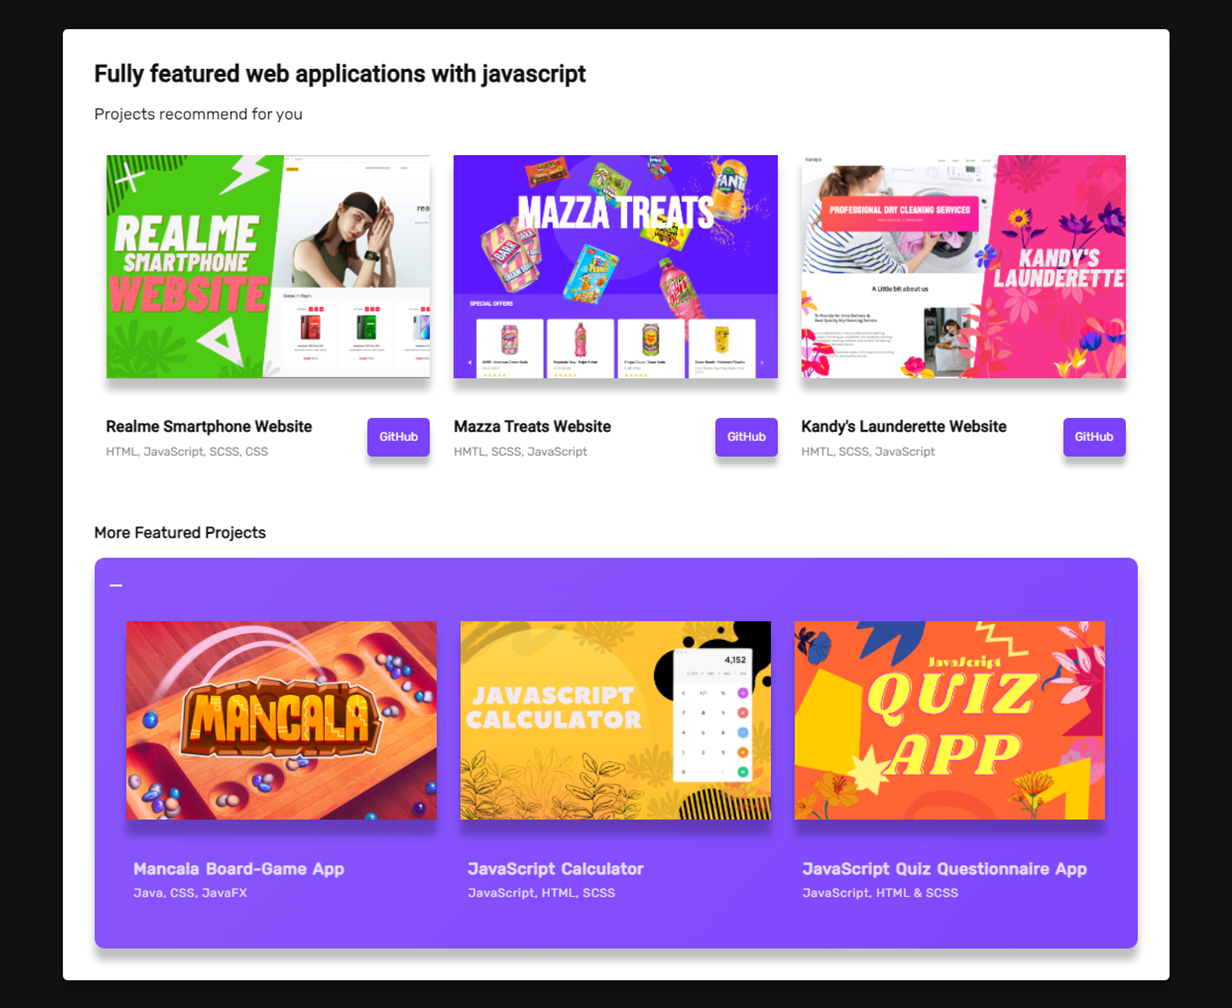 Fully featured web applications with javascript
Projects recommend for you
REALME
SMARTPHONE
WEBSITE
rea
MAZZA TREATS
FANT
BARR
SPECIAL OFFERS
Kandy's
PROFESSIONAL DRY CLEANING SERVICES
A Little bit about us
KANDY'S
LAUNDERETTE
Realme Smartphone Website
HTML, JavaScript, SCSS, CSS
GitHub
Mazza Treats Website
HMTL, SCSS, JavaScript
GitHub
Kandy's Launderette Website
HMTL, SCSS, JavaScript
GitHub
More Featured Projects
MANCALA
JAVASCRIPT
CALCULATOR
4,152
JavaScript
QUIZ
APP
Mancala Board-Game App
Java, CSS, JavaFX
JavaScript Calculator
JavaScript, HTML, SCSS
JavaScript Quiz Questionnaire App
JavaScript, HTML & SCSS